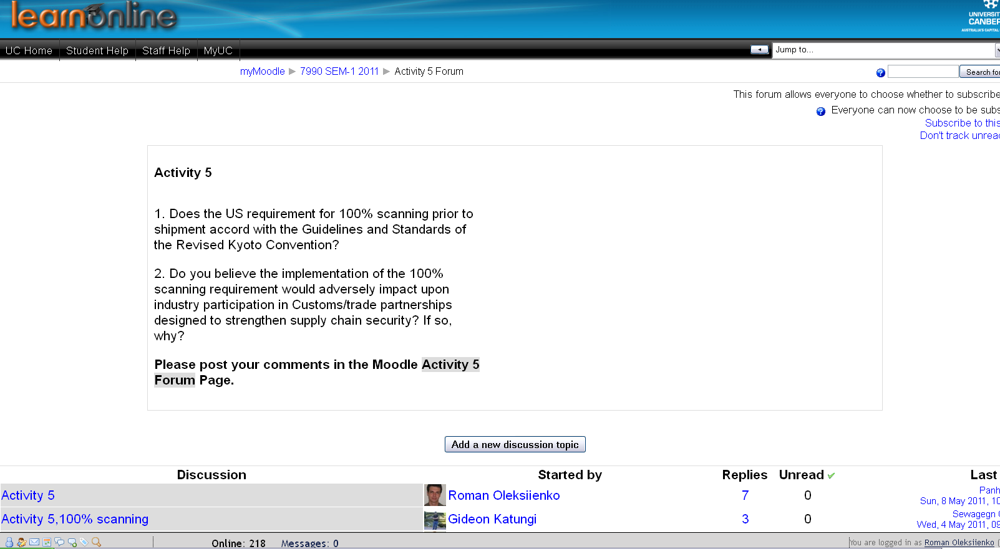 learnonline
UNIVERSIT
CANBER
AUSTRALIA'S CAPITAL
UC Home Student Help Staff Help MyUC Jump to...
myMoodle ► 7990 SEM-1 2011 ► Activity 5 Forum Search for
This forum allows everyone to choose whether to subscribe
Everyone can now choose to be subs
Subscribe to this
Don't track unread
Activity 5
1. Does the US requirement for 100% scanning prior to
shipment accord with the Guidelines and Standards of
the Revised Kyoto Convention?
2. Do you believe the implementation of the 100%
scanning requirement would adversely impact upon
industry participation in Customs/trade partnerships
designed to strengthen supply chain security? If so,
why?
Please post your comments in the Moodle Activity 5
Forum Page.
Add a new discussion topic
Discussion Started by Replies Unread Last
Activity 5 Roman Oleksiienko 7 0 Panh
Sun, 8 May 2011, 10
Activity 5,100% scanning Gideon Katungi 3 0 Sewagegn
Wed, 4 May 2011, 09
Online: 218 Messages: 0 You are logged in as Roman Oleksiienko (